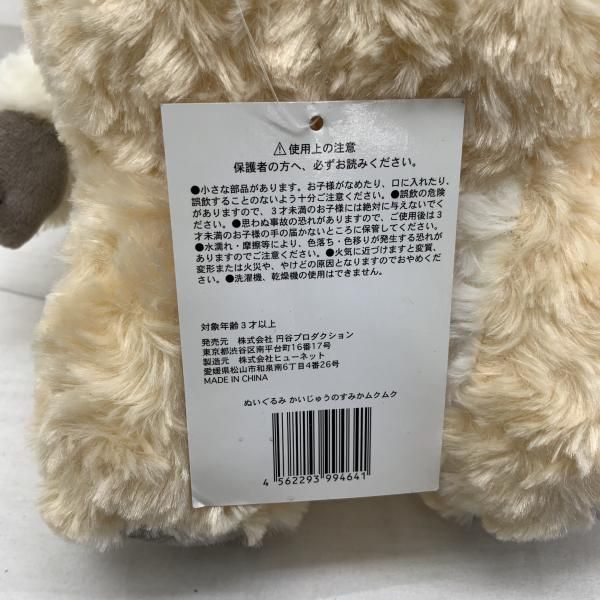 ⚠使用上の注意
保護者の方へ、必ずお読みください。
●小さな部品があります。お子様がなめたり、口に入れたり、
誤飲することのないよう十分ご注意ください。●誤飲の危険
がありますので、3才未満のお子様には絶対に与えないでく
ださい。●思わぬ事故の恐れがありますので、ご使用後は3
才未満のお子様の手の届かないところに保管してください。
●水濡れ・摩擦等により、色落ち・色移りが発生する恐れが
ありますのでご注意ください。●火気に近づけますと変質、
変形または火災や、やけどの原因となりますのでおやめくだ
さい。●洗濯機、乾燥機の使用はできません。
対象年齢3才以上
発売元 株式会社 円谷プロダクション
東京都渋谷区南平台町16番17号
製造元 株式会社ヒューネット
愛媛県松山市和泉南6丁目4番26号
MADE IN CHINA
ぬいぐるみ かいじゅうのすみかムクムク
4 562293 994641